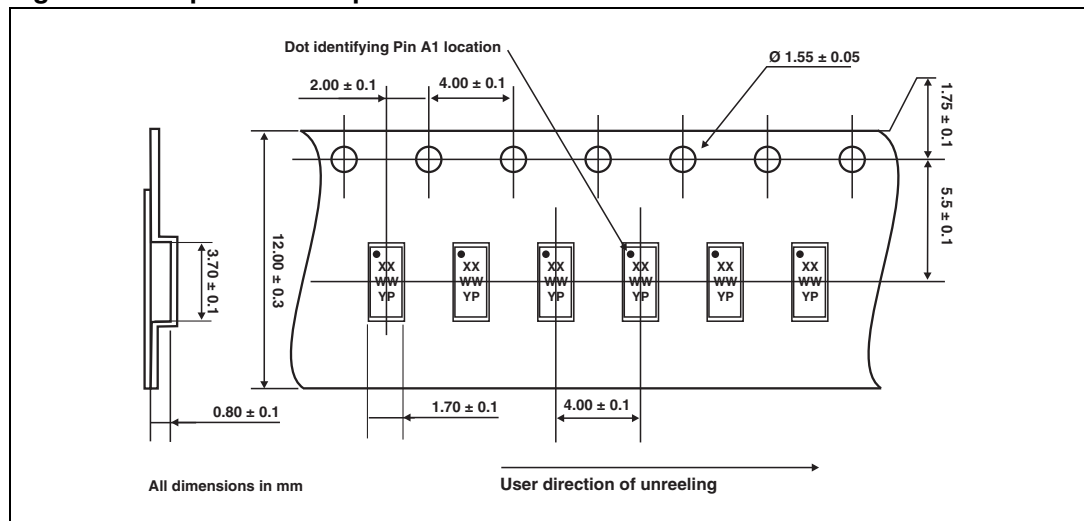 Dot identifying Pin A1 location
Ø 1.55 ± 0.05
2.00 ± 0.1
4.00 ± 0.1
1.75 ± 0.1
5.5 ± 0.1
12.00 ± 0.3
3.70 ± 0.1
XX
WW
YP
XX
WW
YP
XX
WW
YP
XX
WW
YP
XX
WW
YP
XX
WW
YP
0.80 ± 0.1
1.70 ± 0.1
4.00 ± 0.1
All dimensions in mm
User direction of unreeling